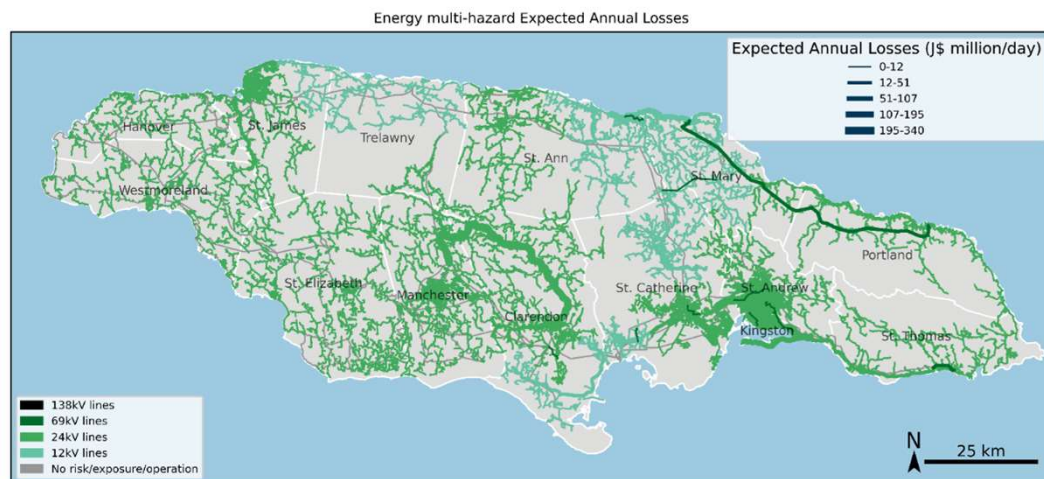 Energy multi-hazard Expected Annual Losses
Expected Annual Losses (J$ million/day)
0-12
12-51
51-107
107-195
195-340
Hanover
St. James
Trelawny
St. Ann
St. Mary
Westmoreland
Portland
St. Elizabeth
Manchester
St. Catherine
St. Andrew
Clarendon
Kingston
St. Thomas
138kV lines
69kV lines
24kV lines
12kV lines
No risk/exposure/operation
N
25 km